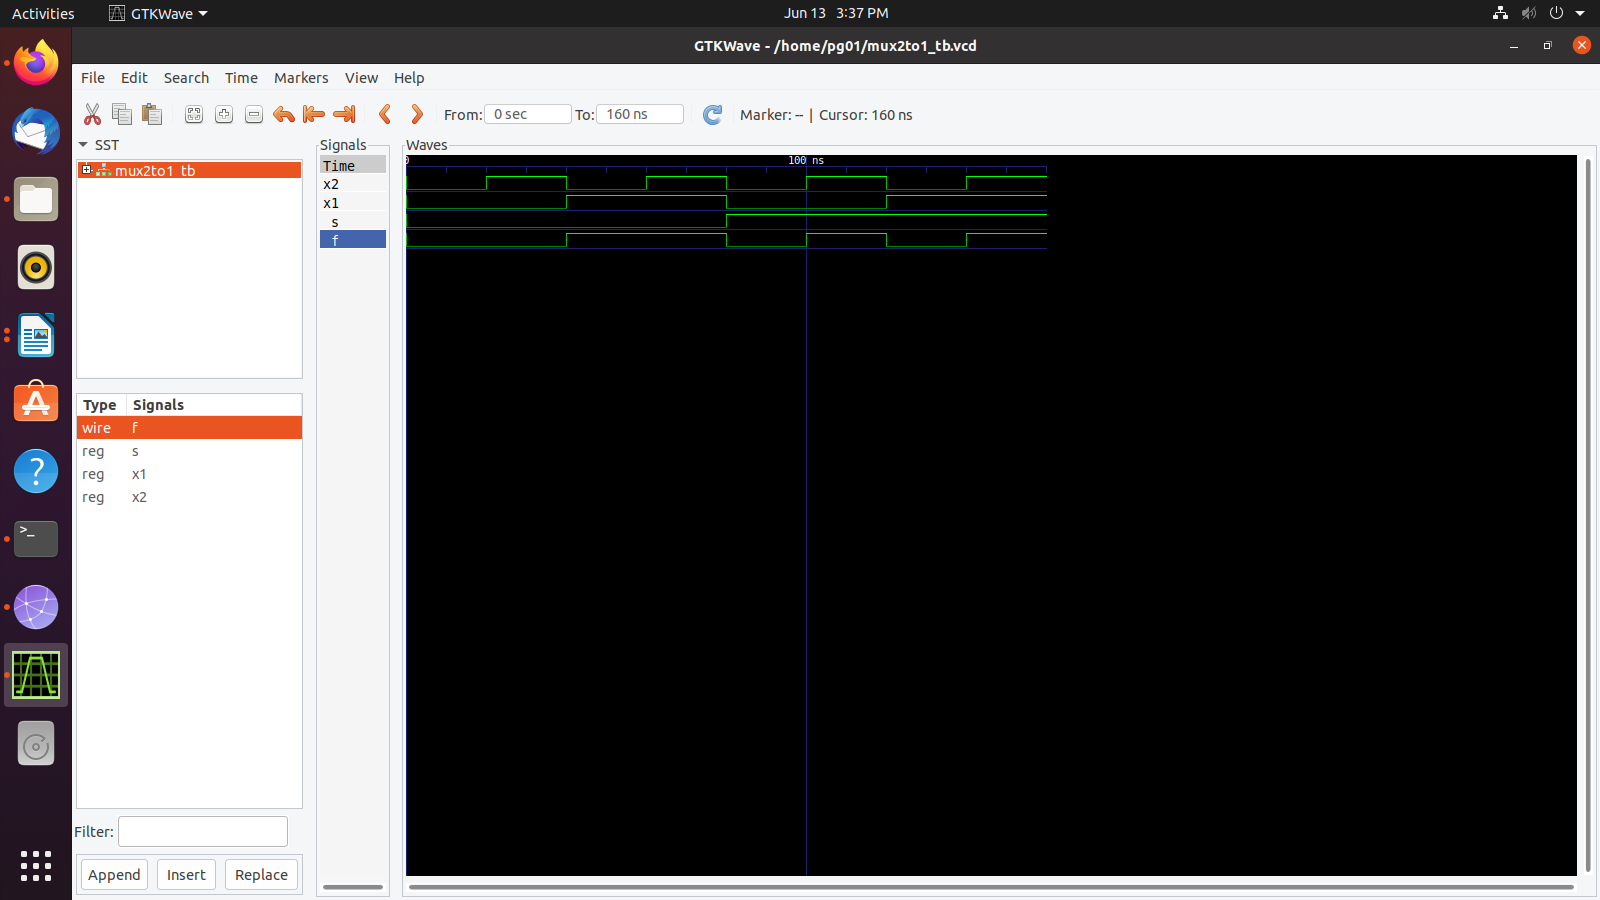 Activities GTKWave Jun 13 3:37 PM
GTKWave - /home/pg01/mux2to1_tb.vcd
File Edit Search Time Markers View Help
From: 0 sec To: 160 ns Marker: -- | Cursor: 160 ns
SST
mux2to1_tb
Type Signals
wire f
reg s
reg x1
reg x2
Filter:
Append Insert Replace
Signals
Time
x2
x1
s
f
Waves
0 100 ns